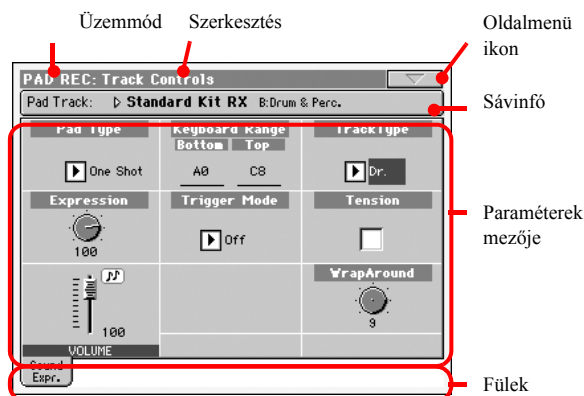 Üzemmód Szerkesztés Oldalmenü
ikon
PAD REC: Track Controls
Pad Track: Standard Kit RX B:Drum & Perc.
Sávinfó
Pad Type Keyboard Range TrackType
Bottom Top
One Shot A0 C8 Dr.
Expression Trigger Mode Tension
100 Off
Paraméterek
mezője
WrapAround
9
100
VOLUME
Sound
Expr.
Fülek